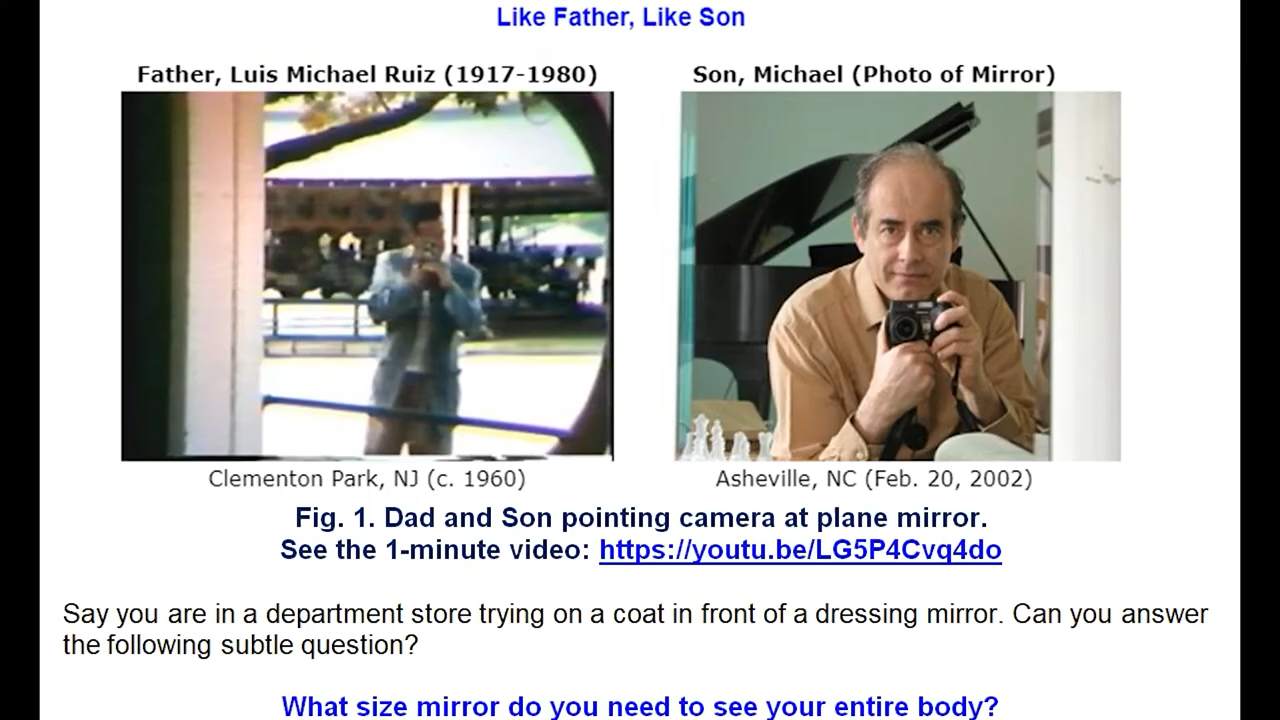 Like Father, Like Son
Father, Luis Michael Ruiz (1917-1980)
Son, Michael (Photo of Mirror)
Clementon Park, NJ (c. 1960)
Asheville, NC (Feb. 20, 2002)
Fig. 1. Dad and Son pointing camera at plane mirror.
See the 1-minute video: https://youtu.be/LG5P4Cvq4do
Say you are in a department store trying on a coat in front of a dressing mirror. Can you answer
the following subtle question?
What size mirror do you need to see your entire body?